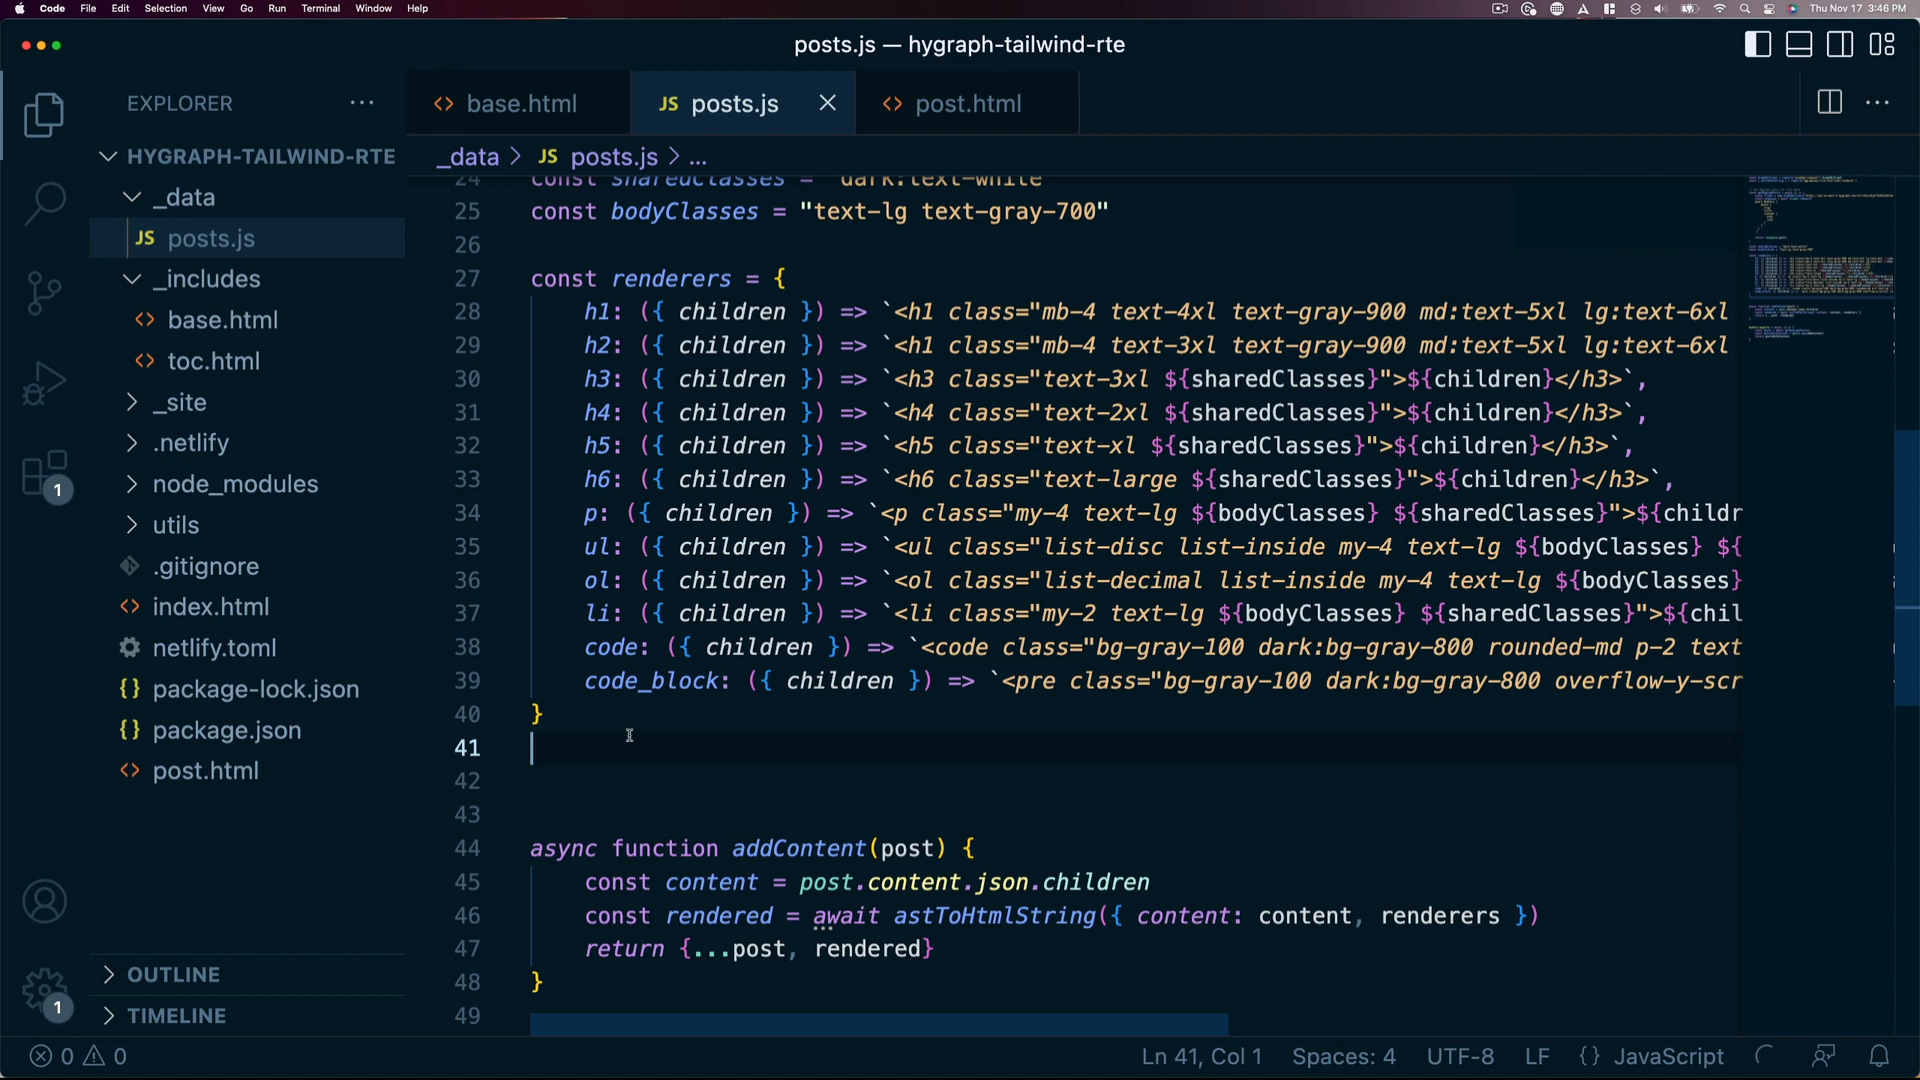 Code File Edit Selection View Go Run Terminal Window Help
Thu Nov 17 3:46 PM
posts.js — hygraph-tailwind-rte
EXPLORER
base.html
JS posts.js
post.html
HYGRAPH-TAILWIND-RTE
_data
JS posts.js
_includes
base.html
toc.html
_site
.netlify
node_modules
utils
.gitignore
index.html
netlify.toml
package-lock.json
package.json
post.html
OUTLINE
TIMELINE
1
1
_data > JS posts.js > ...
24 const sharedClasses = "dark:text-white"
25 const bodyClasses = "text-lg text-gray-700"
26
27 const renderers = {
28 h1: ({ children }) => `<h1 class="mb-4 text-4xl text-gray-900 md:text-5xl lg:text-6xl
29 h2: ({ children }) => `<h1 class="mb-4 text-3xl text-gray-900 md:text-5xl lg:text-6xl
30 h3: ({ children }) => `<h3 class="text-3xl ${sharedClasses}">${children}</h3>`,
31 h4: ({ children }) => `<h4 class="text-2xl ${sharedClasses}">${children}</h3>`,
32 h5: ({ children }) => `<h5 class="text-xl ${sharedClasses}">${children}</h3>`,
33 h6: ({ children }) => `<h6 class="text-large ${sharedClasses}">${children}</h3>`,
34 p: ({ children }) => `<p class="my-4 text-lg ${bodyClasses} ${sharedClasses}">${childr
35 ul: ({ children }) => `<ul class="list-disc list-inside my-4 text-lg ${bodyClasses} ${
36 ol: ({ children }) => `<ol class="list-decimal list-inside my-4 text-lg ${bodyClasses}
37 li: ({ children }) => `<li class="my-2 text-lg ${bodyClasses} ${sharedClasses}">${chil
38 code: ({ children }) => `<code class="bg-gray-100 dark:bg-gray-800 rounded-md p-2 text
39 code_block: ({ children }) => `<pre class="bg-gray-100 dark:bg-gray-800 overflow-y-scr
40 }
41
42
43
44 async function addContent(post) {
45 const content = post.content.json.children
46 const rendered = await astToHtmlString({ content: content, renderers })
47 return {...post, rendered}
48 }
49
0 0
Ln 41, Col 1 Spaces: 4 UTF-8 LF {} JavaScript